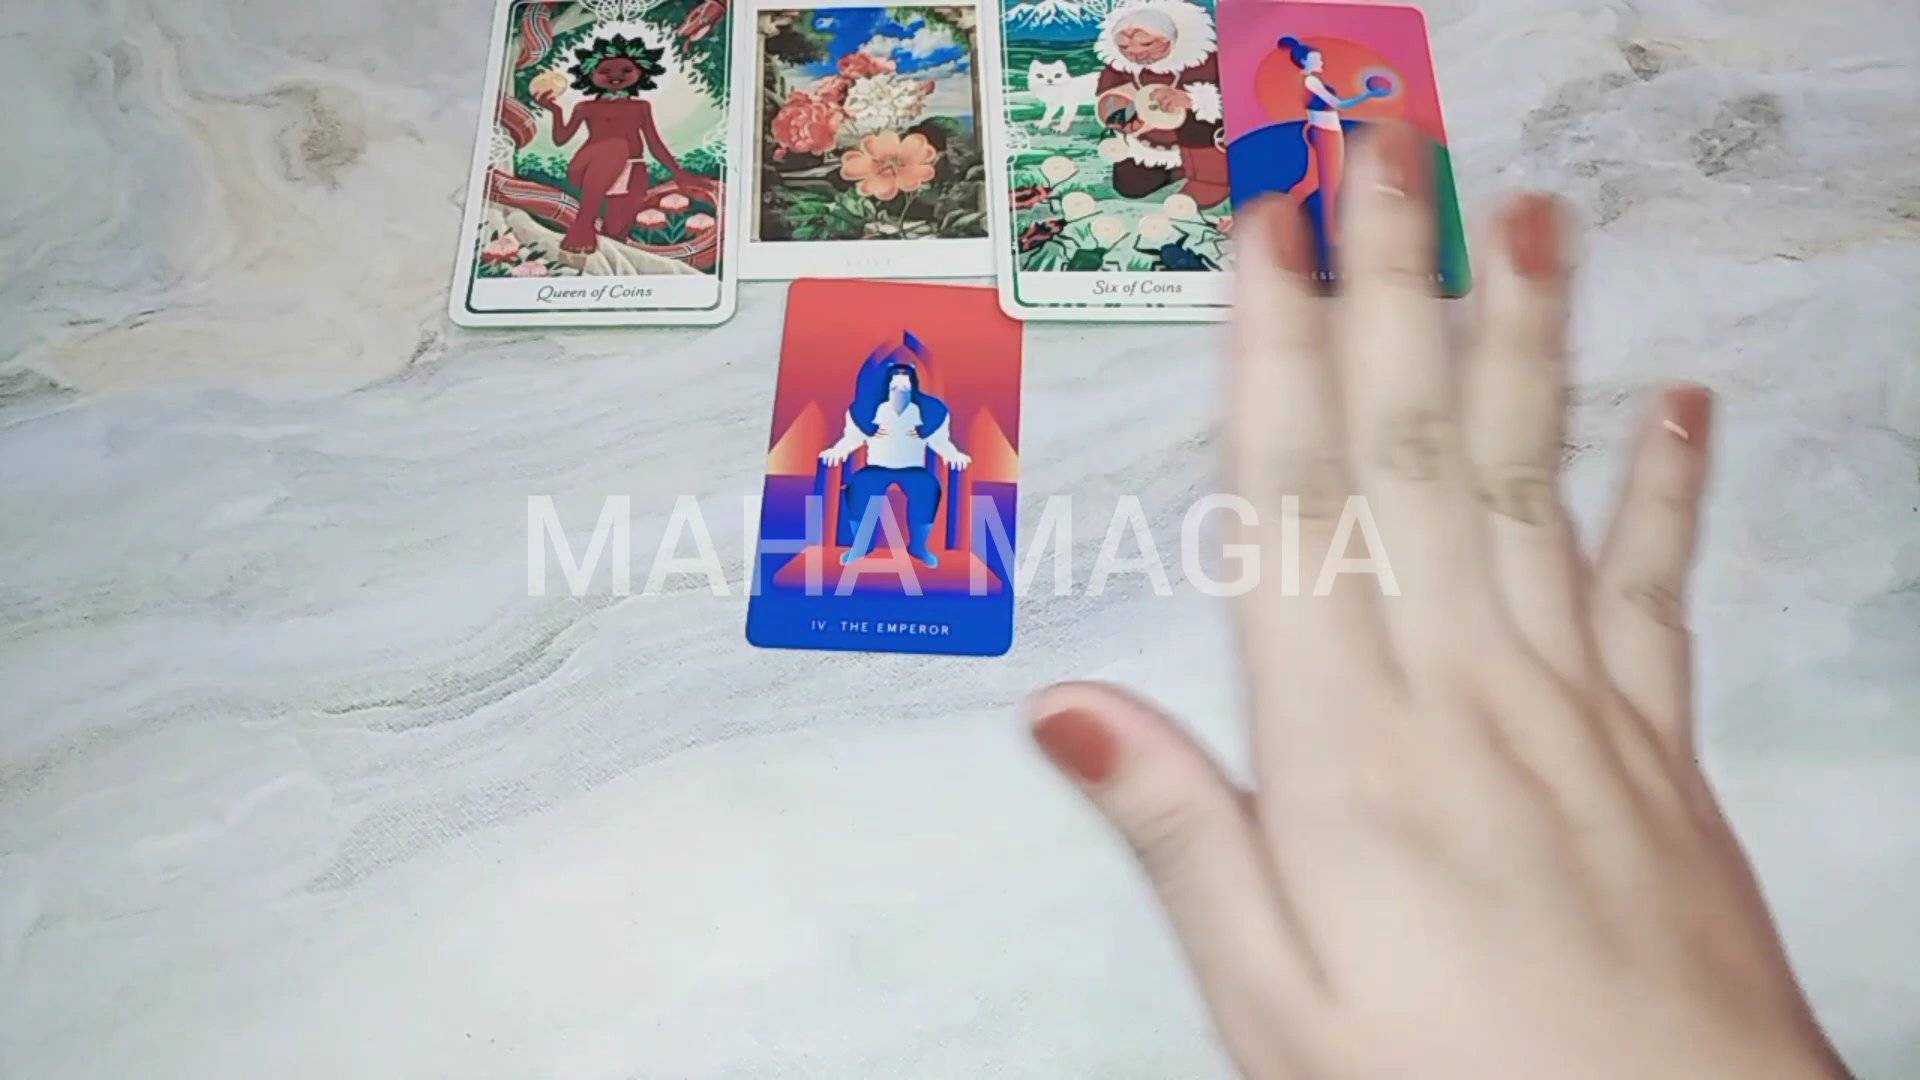 Queen of Coins
Six of Coins
IV. THE EMPEROR
MAHA MAGIA